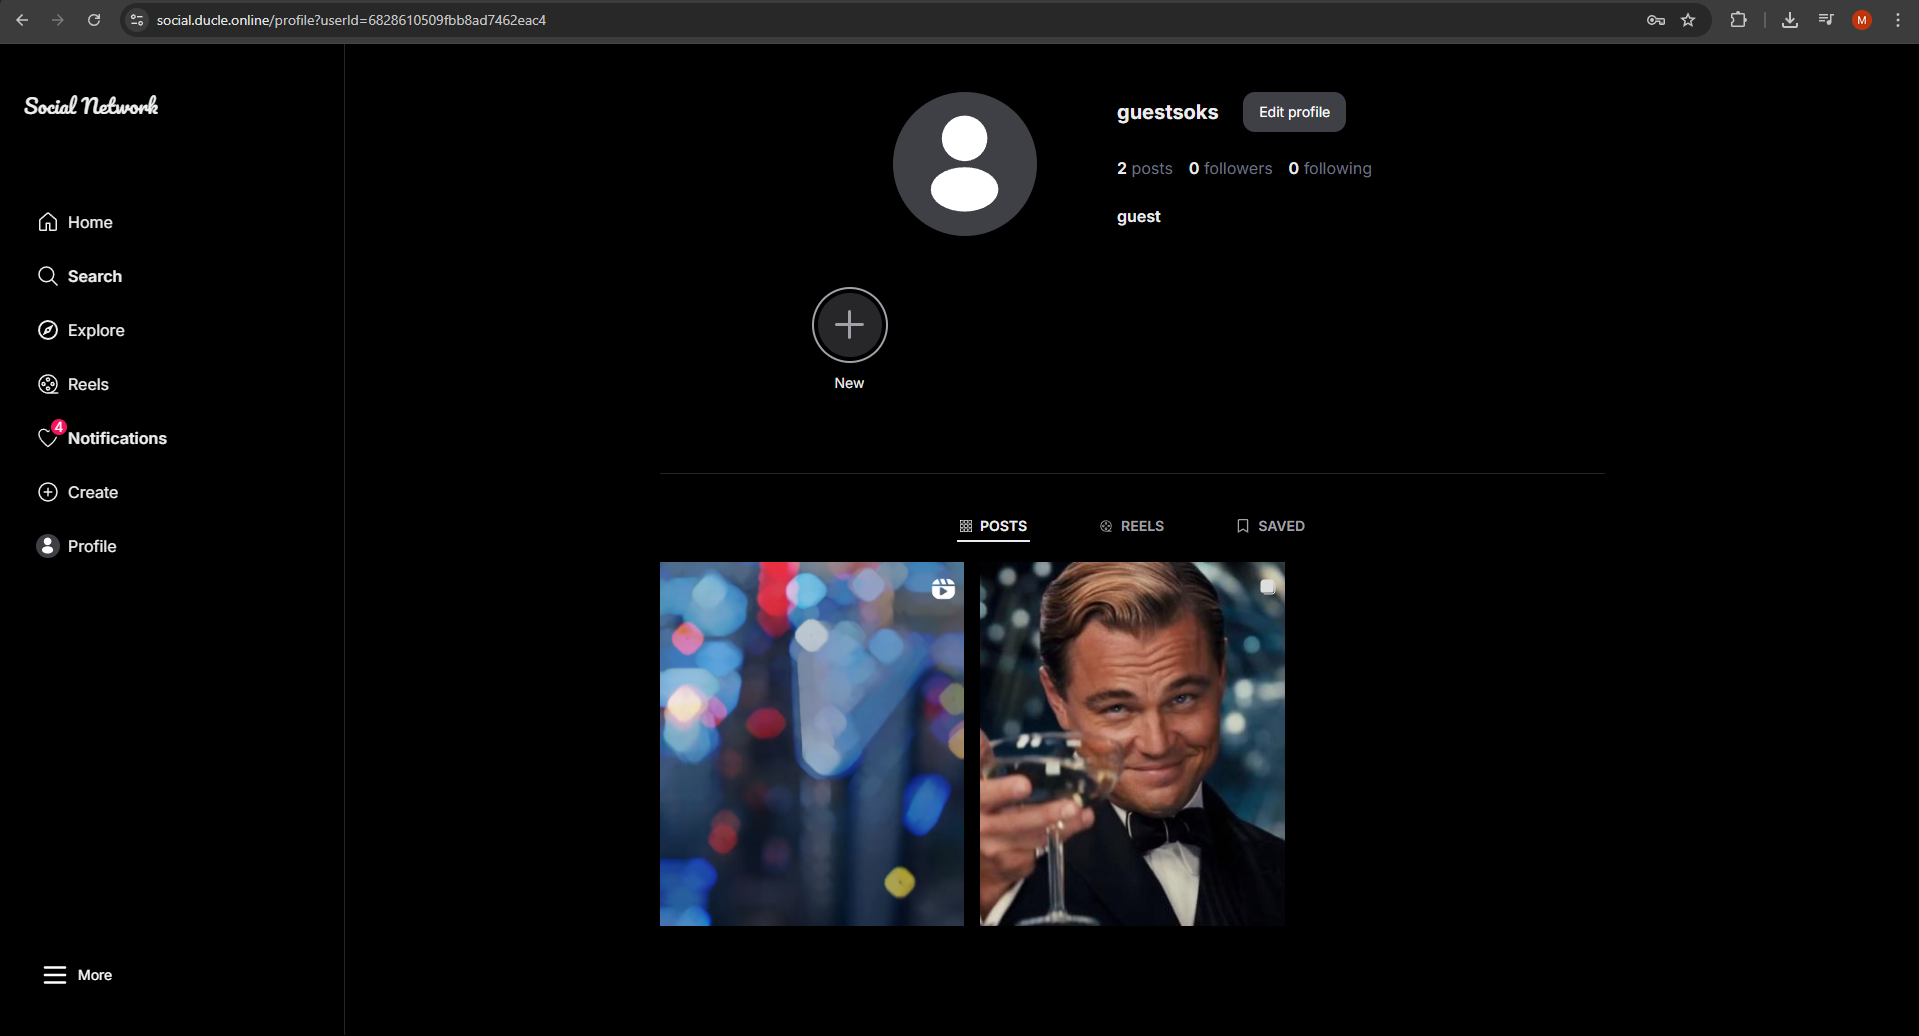 social.ducle.online/profile?userId=6828610509fbb8ad7462eac4
M
Social Network
Home
Search
Explore
Reels
4
Notifications
Create
Profile
More
guestsoks
Edit profile
2 posts 0 followers 0 following
guest
New
POSTS REELS SAVED